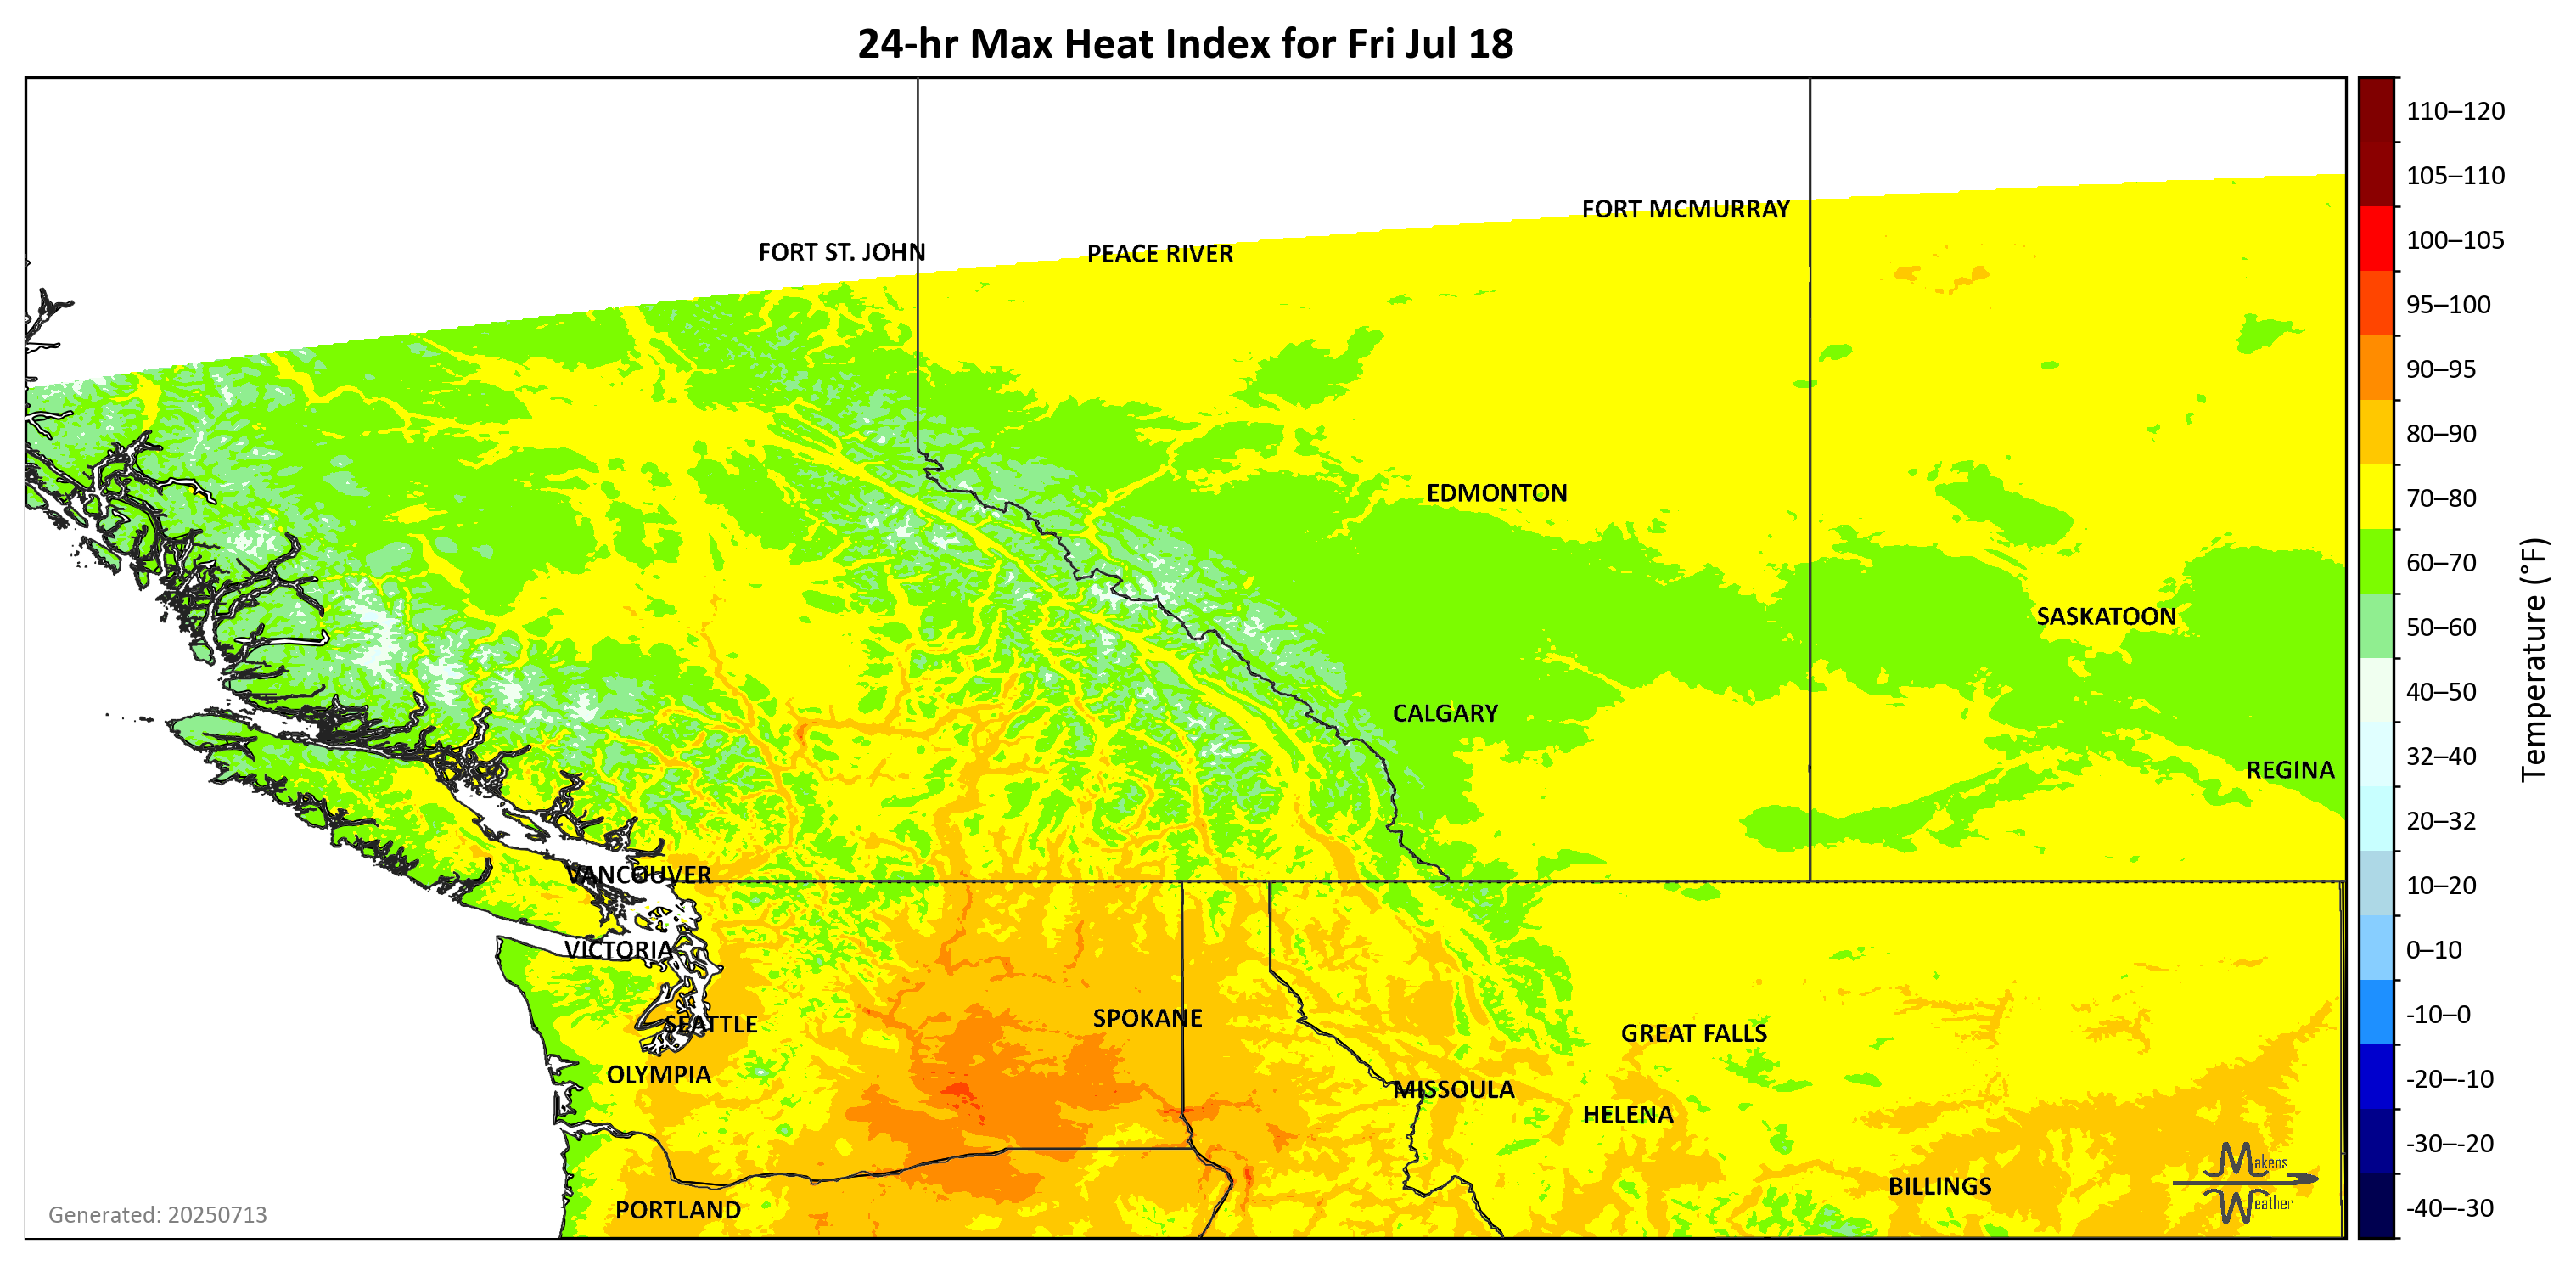 24-hr Max Heat Index for Fri Jul 18
FORT MCMURRAY
FORT ST. JOHN
PEACE RIVER
EDMONTON
SASKATOON
CALGARY
REGINA
VANCOUVER
VICTORIA
SPOKANE
SEATTLE
GREAT FALLS
OLYMPIA
MISSOULA
HELENA
BILLINGS
PORTLAND
Makens
Weather
Generated: 20250713
110–120
105–110
100–105
95–100
90–95
80–90
70–80
60–70
50–60
40–50
32–40
20–32
10–20
0–10
-10–0
-20–-10
-30–-20
-40–-30
Temperature (°F)